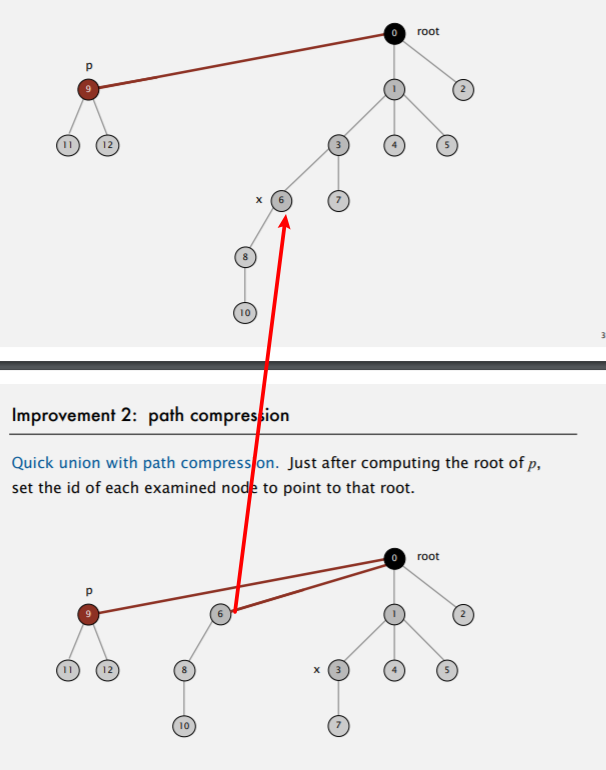 0 root
p
9 1 2
11 12 3 4 5
x 6 7
8
10
3
Improvement 2: path compression
Quick union with path compression. Just after computing the root of p,
set the id of each examined node to point to that root.
0 root
p
9 6 1 2
11 12 8 x 3 4 5
10 7